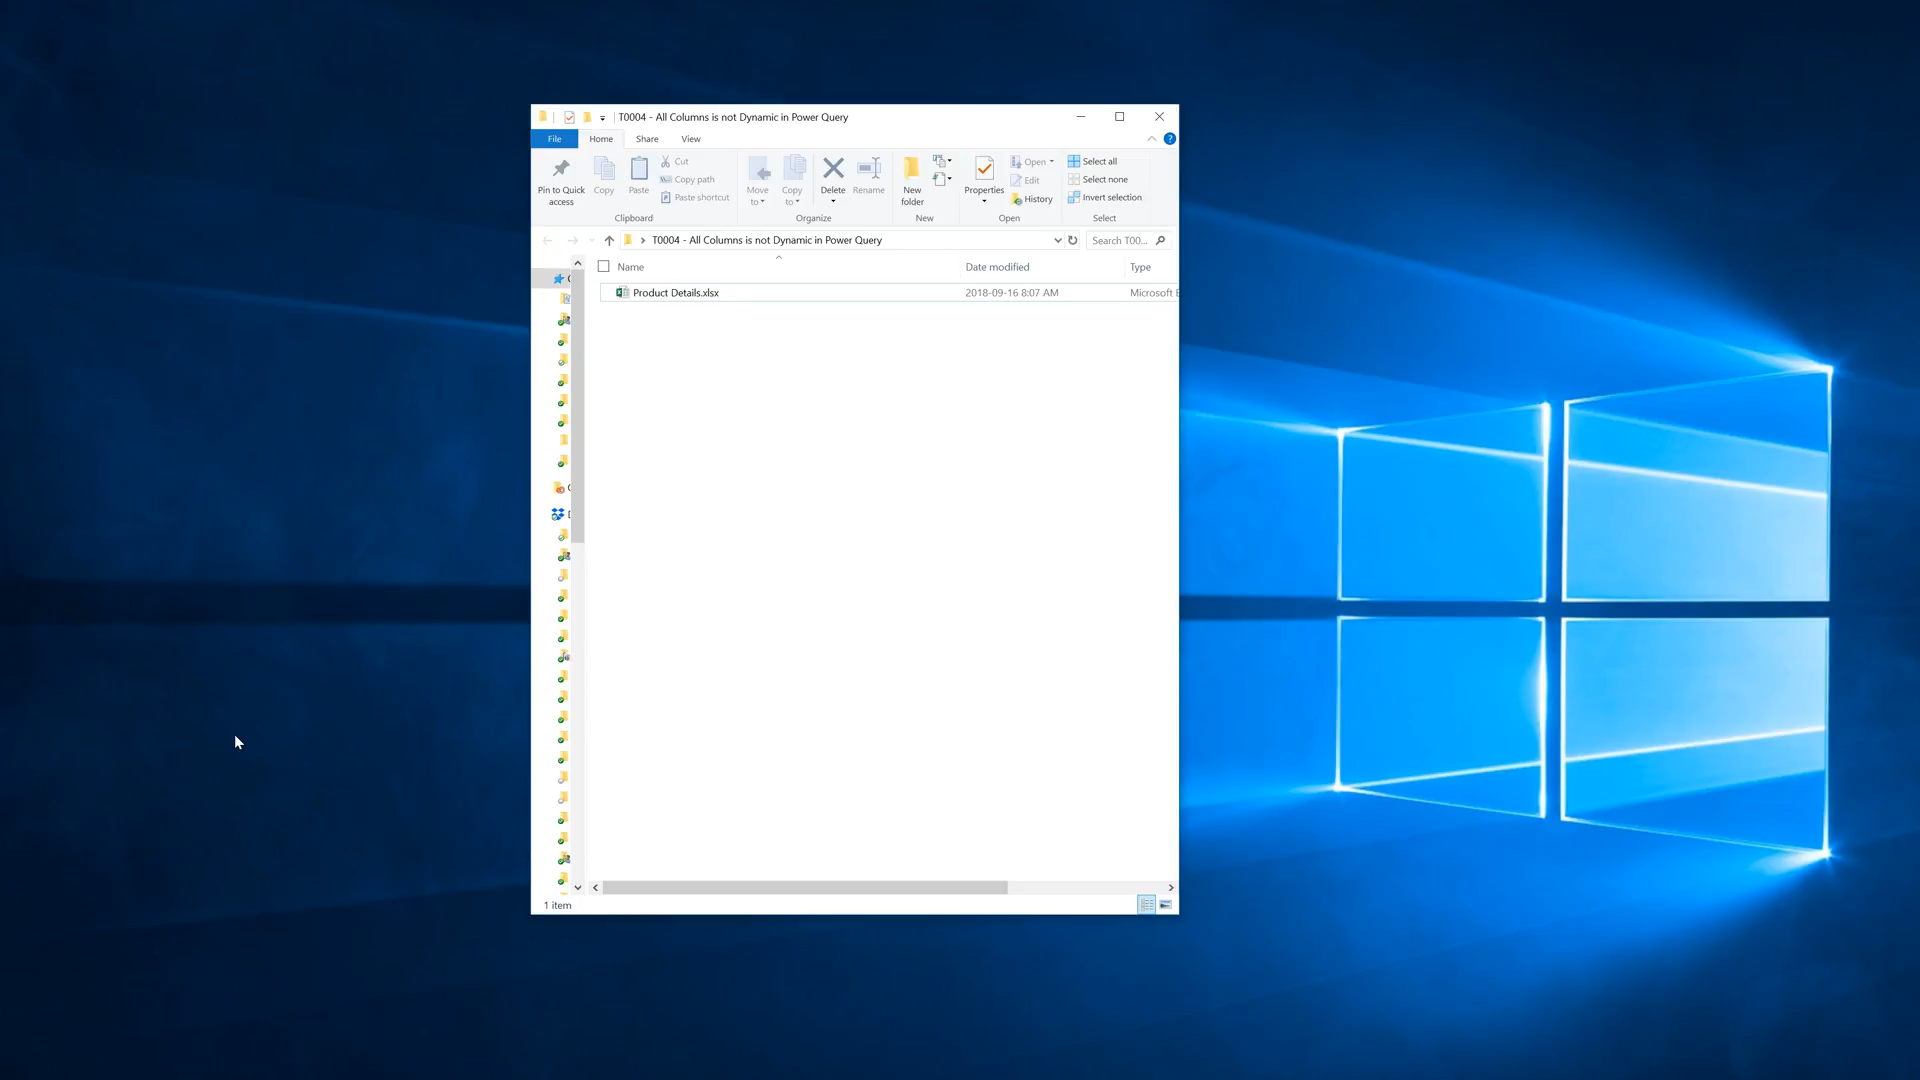 T0004 - All Columns is not Dynamic in Power Query
File Home Share View
Pin to Quick access
Copy
Paste
Cut
Copy path
Paste shortcut
Clipboard
Move to
Copy to
Delete
Rename
Organize
New folder
New
Properties
Open
Edit
History
Open
Select all
Select none
Invert selection
Select
T0004 - All Columns is not Dynamic in Power Query
Search T00...
Name Date modified Type
Product Details.xlsx 2018-09-16 8:07 AM Microsoft
1 item